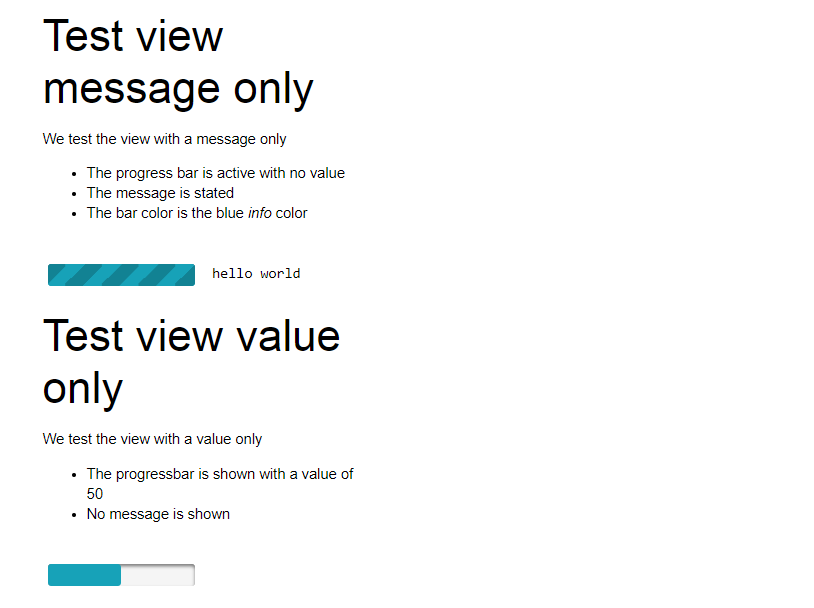 Test view
message only
We test the view with a message only
The progress bar is active with no value
The message is stated
The bar color is the blue info color
hello world
Test view value
only
We test the view with a value only
The progressbar is shown with a value of
50
No message is shown